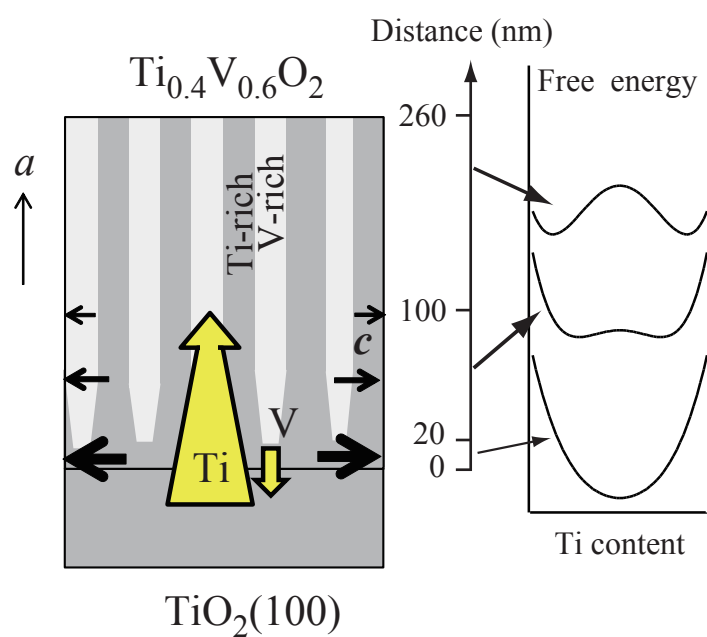 Distance (nm)
Ti0.4V0.6O2
Free energy
260
a
Ti-rich
V-rich
100
c
V
20
Ti
0
Ti content
TiO2(100)